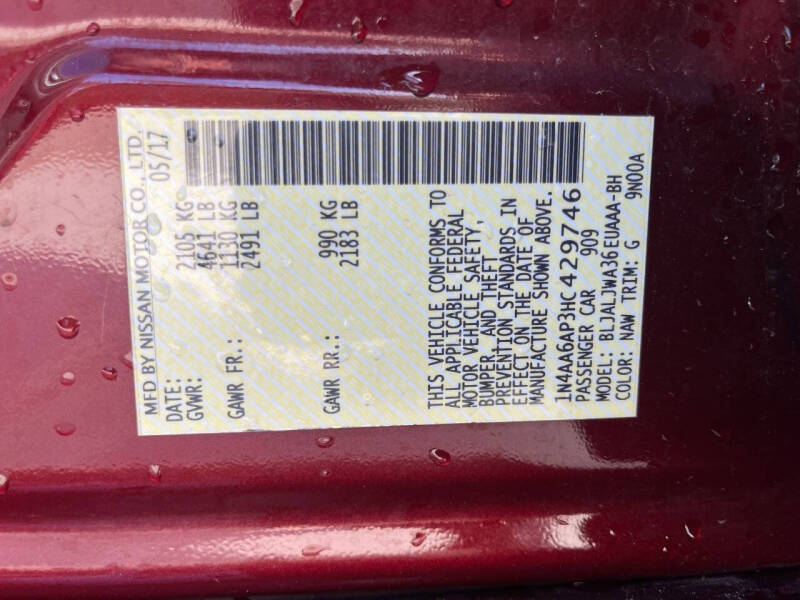 MFD BY NISSAN MOTOR CO., LTD.
DATE: 05/17
GVWR: 2105 KG
4641 LB
GAWR FR.: 1130 KG
2491 LB
GAWR RR.: 990 KG
2183 LB
THIS VEHICLE CONFORMS TO
ALL APPLICABLE FEDERAL
MOTOR VEHICLE SAFETY,
BUMPER, AND THEFT
PREVENTION STANDARDS IN
EFFECT ON THE DATE OF
MANUFACTURE SHOWN ABOVE.
1N4AA6AP3HC429746
PASSENGER CAR 909
MODEL: BLJALJWA36EUAAA-BH
COLOR: NAW TRIM: G 9N00A